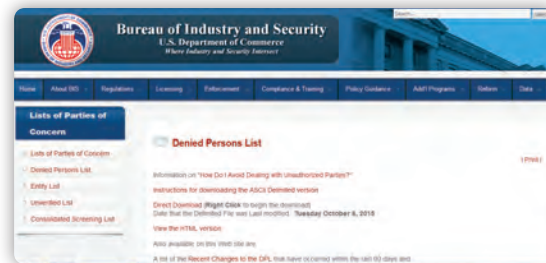 Search...
Bureau of Industry and Security
U.S. Department of Commerce
Where Industry and Security Intersect
Home About BIS Regulations Licensing Enforcement Compliance & Training Policy Guidance Add'l Programs Reform Data
Lists of Parties of
Concern
Lists of Parties of Concern
Denied Persons List
Entity List
Unverified List
Consolidated Screening List
Denied Persons List
[ Print ]
Information on "How Do I Avoid Dealing with Unauthorized Parties?"
Instructions for downloading the ASCII Delimited version
Direct Download (Right Click to begin the download)
Date that the Delimited File was Last modified: Tuesday October 6, 2015
View the HTML version
Also available on this Web site are
A list of the Recent Changes to the DPL that have occurred within the last 60 days and